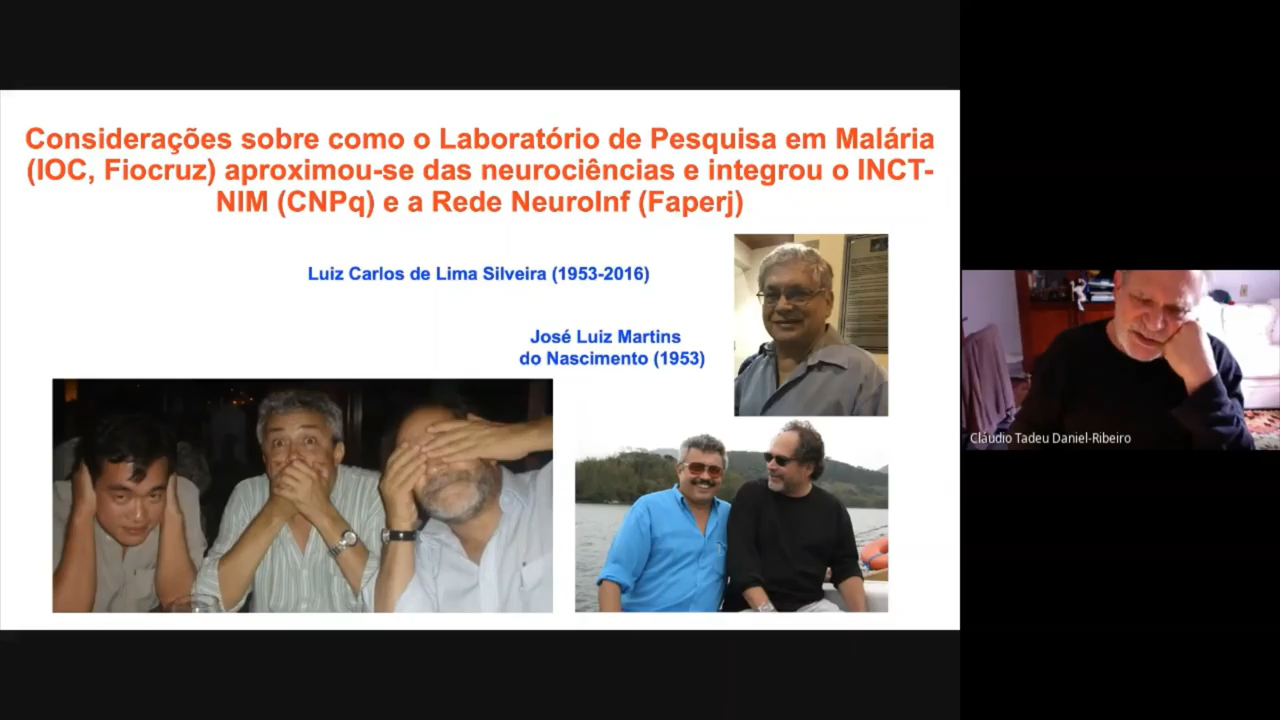 Considerações sobre como o Laboratório de Pesquisa em Malária
(IOC, Fiocruz) aproximou-se das neurociências e integrou o INCT-
NIM (CNPq) e a Rede NeuroInf (Faperj)
Luiz Carlos de Lima Silveira (1953-2016)
José Luiz Martins
do Nascimento (1953)
Cláudio Tadeu Daniel-Ribeiro